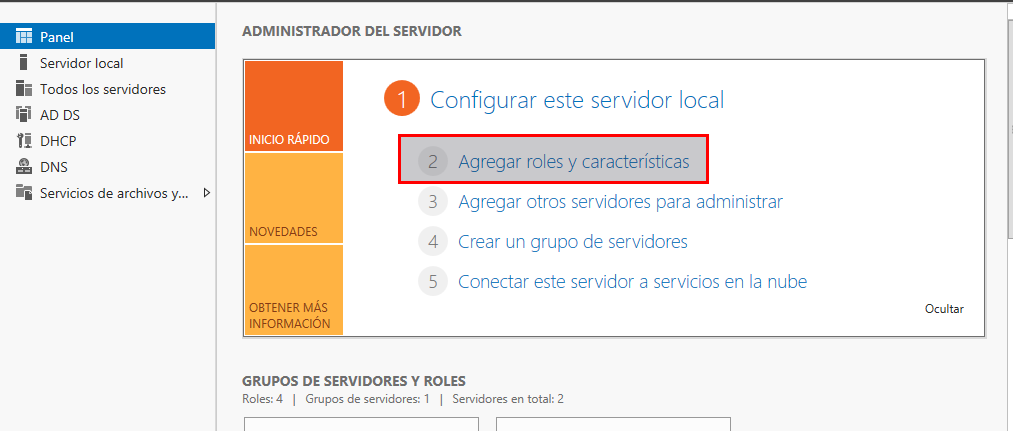 Panel
Servidor local
Todos los servidores
AD DS
DHCP
DNS
Servicios de archivos y...
ADMINISTRADOR DEL SERVIDOR
INICIO RÁPIDO
NOVEDADES
OBTENER MÁS
INFORMACIÓN
1 Configurar este servidor local
2 Agregar roles y características
3 Agregar otros servidores para administrar
4 Crear un grupo de servidores
5 Conectar este servidor a servicios en la nube
Ocultar
GRUPOS DE SERVIDORES Y ROLES
Roles: 4 | Grupos de servidores: 1 | Servidores en total: 2